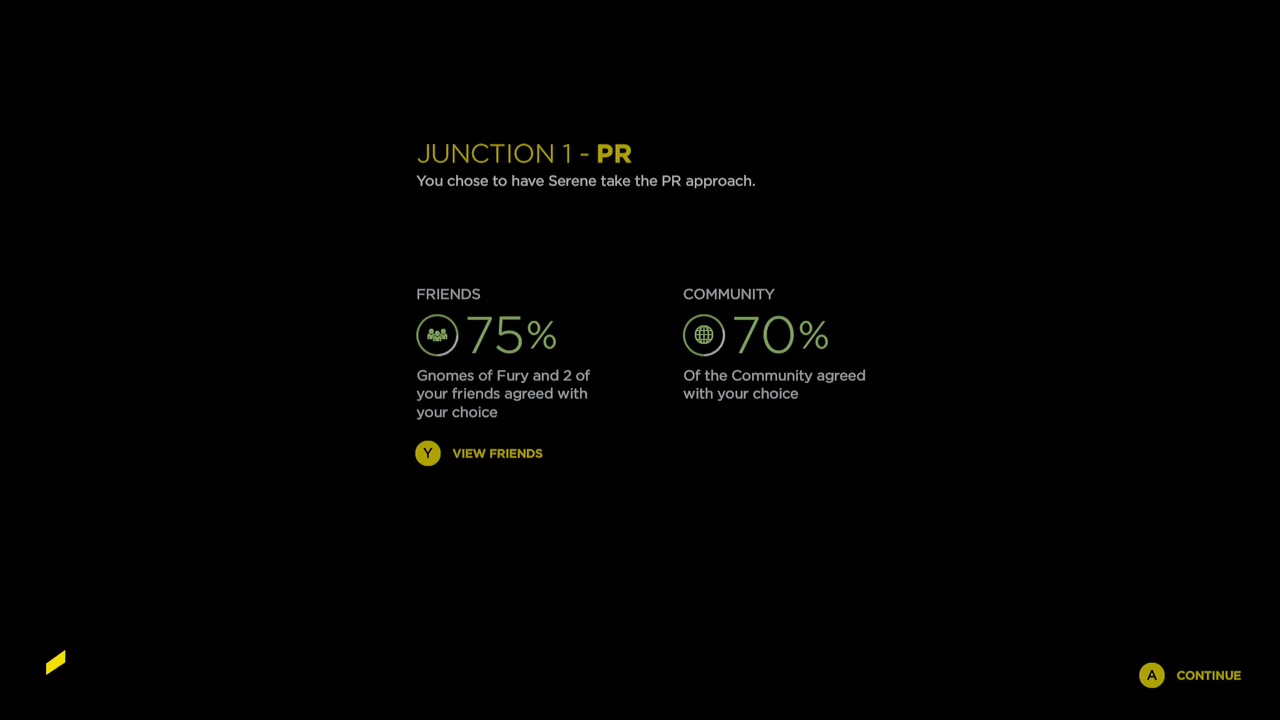 JUNCTION 1 - PR
You chose to have Serene take the PR approach.
FRIENDS
75%
Gnomes of Fury and 2 of
your friends agreed with
your choice
Y VIEW FRIENDS
COMMUNITY
70%
Of the Community agreed
with your choice
A CONTINUE